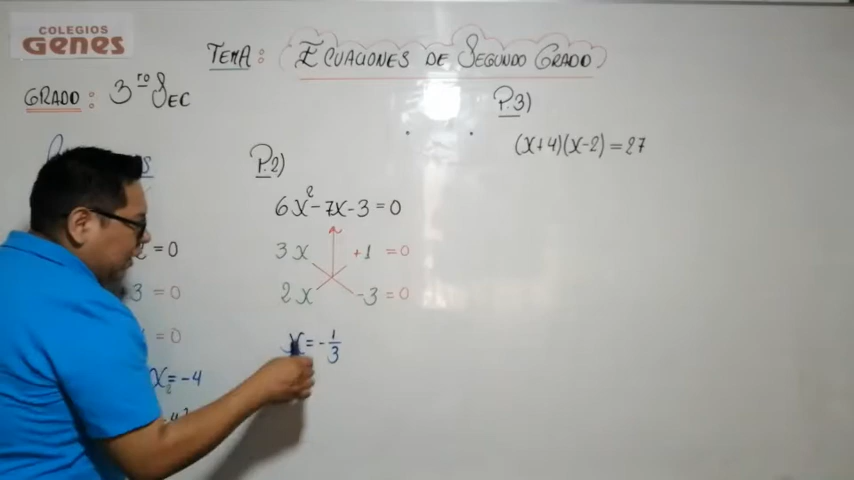 COLEGIOS
GENES
TEMA: ECUACIONES DE SEGUNDO GRADO
GRADO: 3ro SEC
P.2)
6x² - 7x - 3 = 0
3x +1 = 0
2x -3 = 0
x = -1/3
P.3)
(x+4)(x-2) = 27
2 = 0
3 = 0
= 0
x₂ = -4